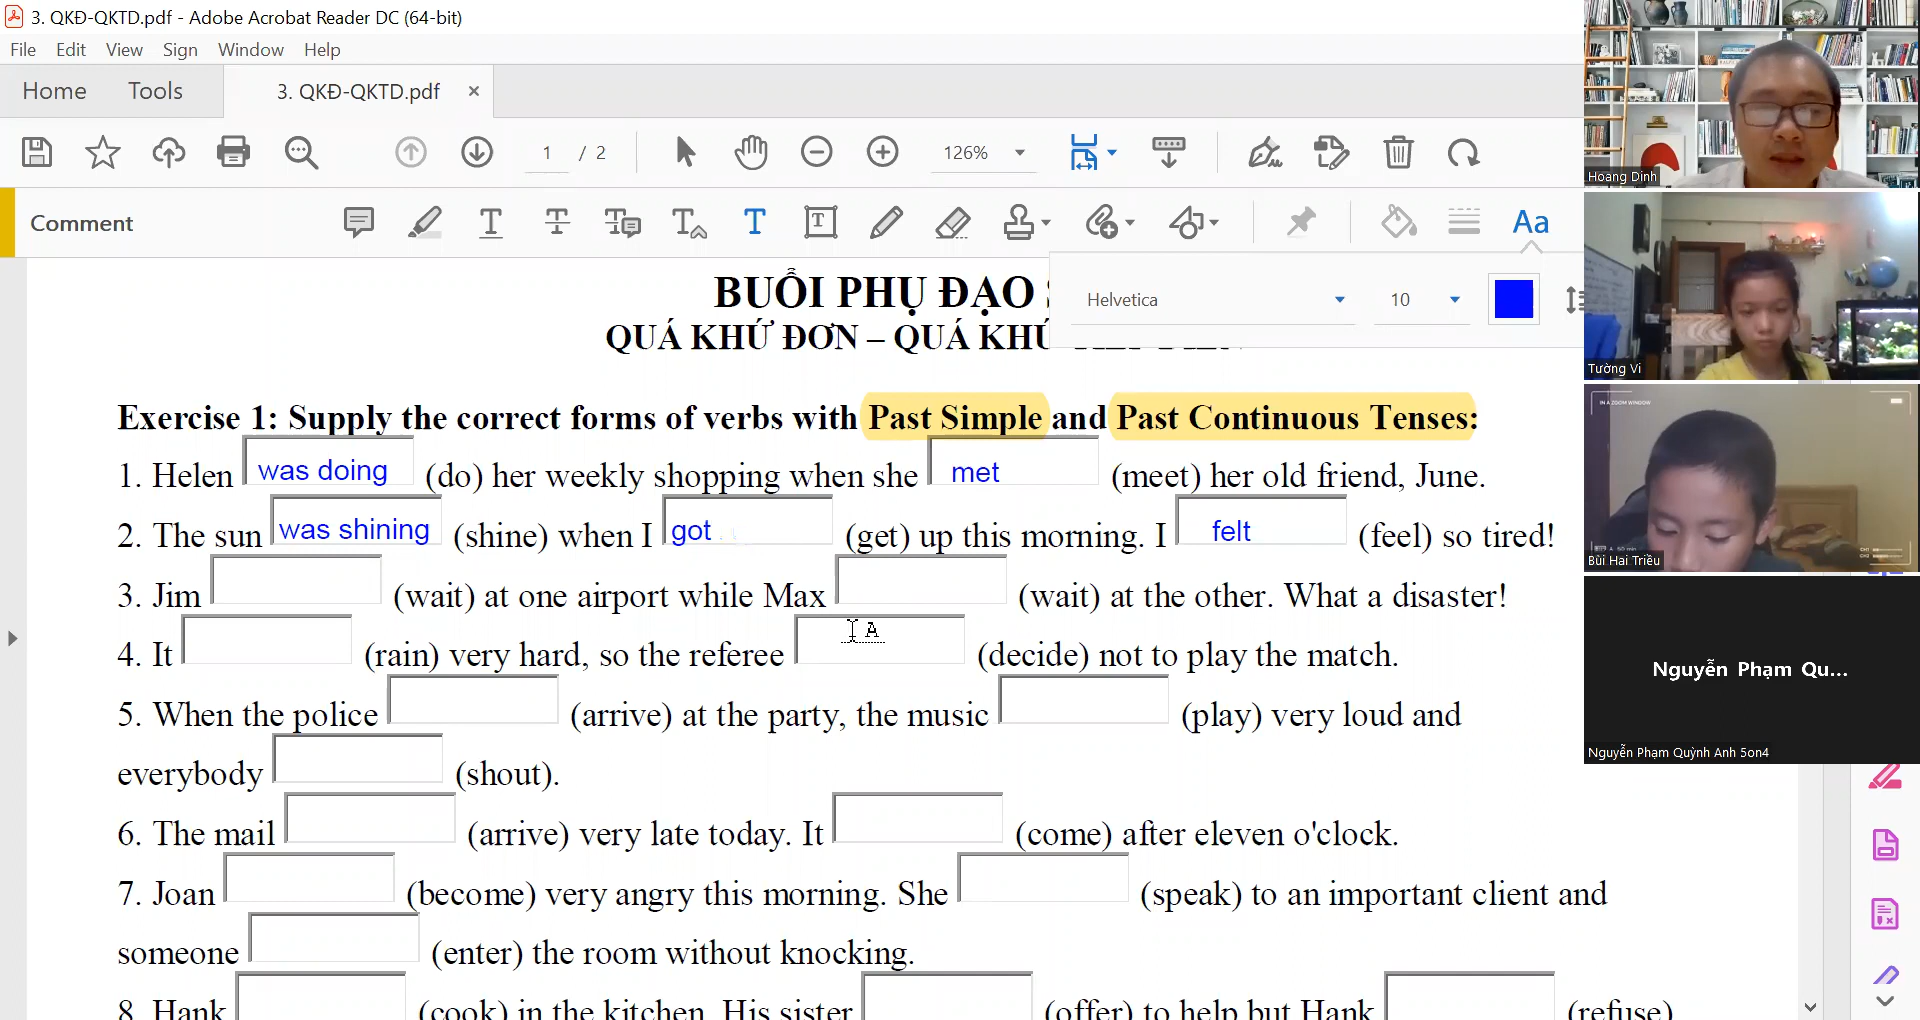 3. QKĐ-QKTD.pdf - Adobe Acrobat Reader DC (64-bit)
File Edit View Sign Window Help
Home Tools 3. QKĐ-QKTD.pdf ×
1 / 2 126%
Comment
Aa
Helvetica 10
BUỔI PHỤ ĐẠO
QUÁ KHỨ ĐƠN – QUÁ KHỨ
Exercise 1: Supply the correct forms of verbs with Past Simple and Past Continuous Tenses:
1. Helen was doing (do) her weekly shopping when she met (meet) her old friend, June.
2. The sun was shining (shine) when I got (get) up this morning. I felt (feel) so tired!
3. Jim (wait) at one airport while Max (wait) at the other. What a disaster!
4. It (rain) very hard, so the referee (decide) not to play the match.
5. When the police (arrive) at the party, the music (play) very loud and
everybody (shout).
6. The mail (arrive) very late today. It (come) after eleven o'clock.
7. Joan (become) very angry this morning. She (speak) to an important client and
someone (enter) the room without knocking.
8. Hank (cook) in the kitchen. His sister (offer) to help but Hank (refuse)
Hoang Dinh
Tường Vi
IN A ZOOM WINDOW
Bùi Hai Triều
Nguyễn Phạm Qu...
Nguyễn Phạm Quỳnh Anh 5on4